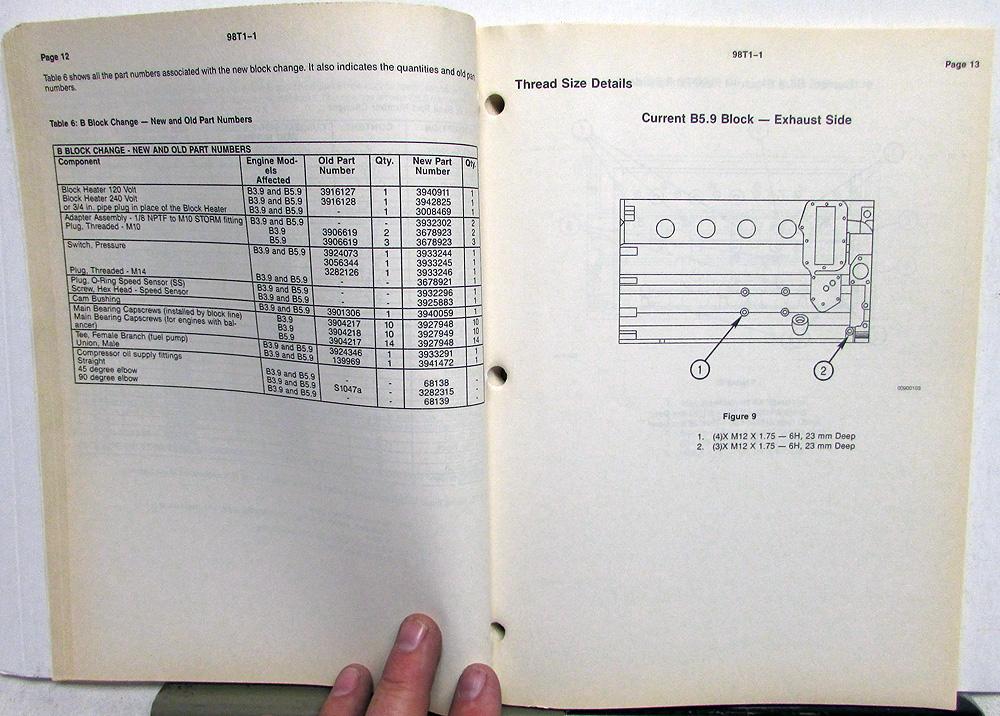 98T1-1
Page 12
Table 6 shows all the part numbers associated with the new block change. It also indicates the quantities and old part
numbers.
Table 6: B Block Change — New and Old Part Numbers
B BLOCK CHANGE - NEW AND OLD PART NUMBERS
Component Engine Mod- Old Part Qty. New Part Qty.
els Number Number
Affected
Block Heater 120 Volt B3.9 and B5.9 3916127 1 3940911 1
Block Heater 240 Volt B3.9 and B5.9 3916128 1 3942825 1
or 3/4 in. pipe plug in place of the Block Heater B3.9 and B5.9 - 1 3008469 1
Adapter Assembly - 1/8 NPTF to M10 STORM fitting B3.9 and B5.9 - - 3932302 2
Plug, Threaded - M10 B3.9 3906619 2 3678923 2
B5.9 3906619 3 3678923 3
Switch, Pressure B3.9 and B5.9 3924073 1 3933244 1
3056344 1 3933245 1
3282126 1 3933246 1
Plug, Threaded - M14 B3.9 and B5.9 - - 3678921 1
Plug, O-Ring Speed Sensor (SS) B3.9 and B5.9 - - 3932296 1
Screw, Hex Head - Speed Sensor B3.9 and B5.9 - - 3925883 1
Cam Bushing B3.9 and B5.9 3901306 1 3940059 1
Main Bearing Capscrews (installed by block line) B3.9 3904217 10 3927948 10
Main Bearing Capscrews (for engines with bal- B3.9 3904218 10 3927949 10
ancer) B5.9 3904217 14 3927948 14
Tee, Female Branch (fuel pump) B3.9 and B5.9 3924346 1 3933291 1
Union, Male B3.9 and B5.9 139969 1 3941472 1
Compressor oil supply fittings
Straight B3.9 and B5.9 - - 68138 -
45 degree elbow B3.9 and B5.9 S1047a - 3282315 -
90 degree elbow B3.9 and B5.9 - - 68139 -
98T1-1
Page 13
Thread Size Details
Current B5.9 Block — Exhaust Side
1
2
00900103
Figure 9
1. (4)X M12 X 1.75 — 6H, 23 mm Deep
2. (3)X M12 X 1.75 — 6H, 23 mm Deep